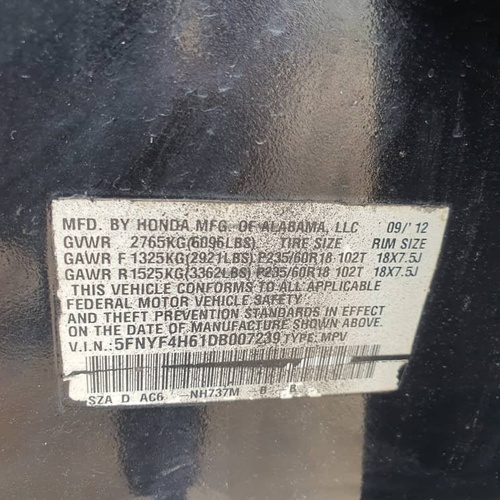 MFD. BY HONDA MFG. OF ALABAMA, LLC 09/'12
GVWR 2765KG(6096LBS) TIRE SIZE RIM SIZE
GAWR F 1325KG(2921LBS) P235/60R18 102T 18X7.5J
GAWR R 1525KG(3362LBS) P235/60R18 102T 18X7.5J
THIS VEHICLE CONFORMS TO ALL APPLICABLE
FEDERAL MOTOR VEHICLE SAFETY
AND THEFT PREVENTION STANDARDS IN EFFECT
ON THE DATE OF MANUFACTURE SHOWN ABOVE.
V.I.N.: 5FNYF4H61DB007239 TYPE: MPV
SZA D AC6 -NH737M -B - B